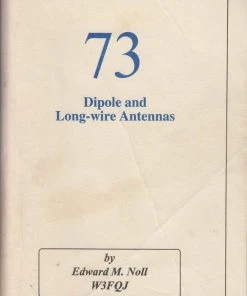 73
Dipole and
Long-wire Antennas
by
Edward M. Noll
W3FQJ